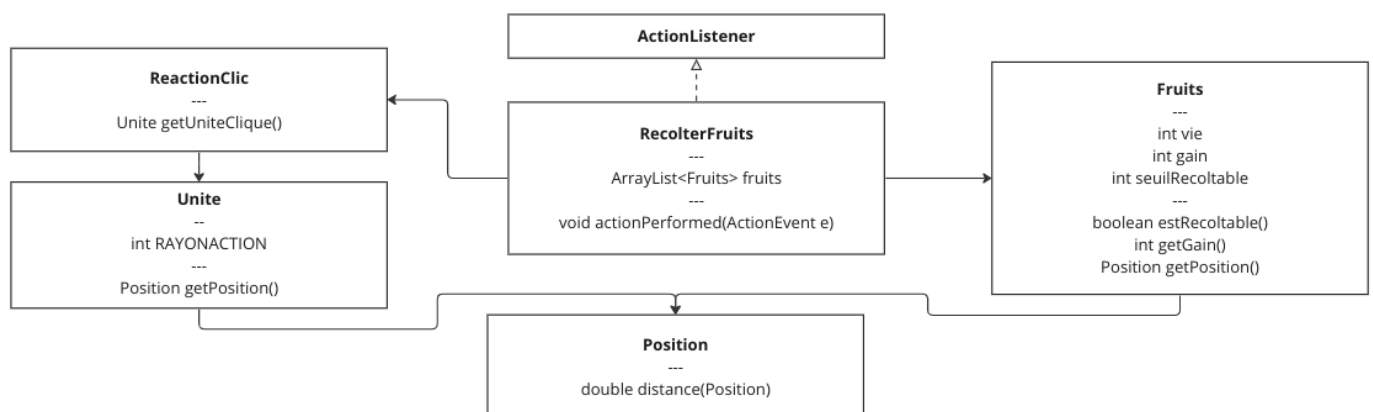 ActionListener
ReactionClic
---
Unite getUniteClique()
RecolterFruits
---
ArrayList<Fruits> fruits
---
void actionPerformed(ActionEvent e)
Fruits
---
int vie
int gain
int seuilRecoltable
---
boolean estRecoltable()
int getGain()
Position getPosition()
Unite
--
int RAYONACTION
---
Position getPosition()
Position
---
double distance(Position)